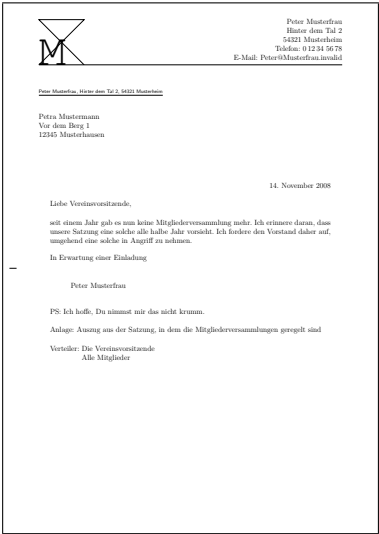 M
Peter Musterfrau
Hinter dem Tal 2
54321 Musterheim
Telefon: 0 12 34 56 78
E-Mail: Peter@Musterfrau.invalid
Peter Musterfrau, Hinter dem Tal 2, 54321 Musterheim
Petra Mustermann
Vor dem Berg 1
12345 Musterhausen
14. November 2008
Liebe Vereinsvorsitzende,
seit einem Jahr gab es nun keine Mitgliederversammlung mehr. Ich erinnere daran, dass
unsere Satzung eine solche alle halbe Jahr vorsieht. Ich fordere den Vorstand daher auf,
umgehend eine solche in Angriff zu nehmen.
In Erwartung einer Einladung
Peter Musterfrau
PS: Ich hoffe, Du nimmst mir das nicht krumm.
Anlage: Auszug aus der Satzung, in dem die Mitgliederversammlungen geregelt sind
Verteiler: Die Vereinsvorsitzende
Alle Mitglieder